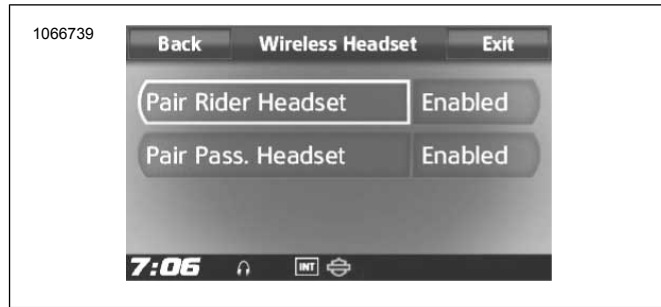 1066739
Back Wireless Headset Exit
Pair Rider Headset Enabled
Pair Pass. Headset Enabled
7:06 INT